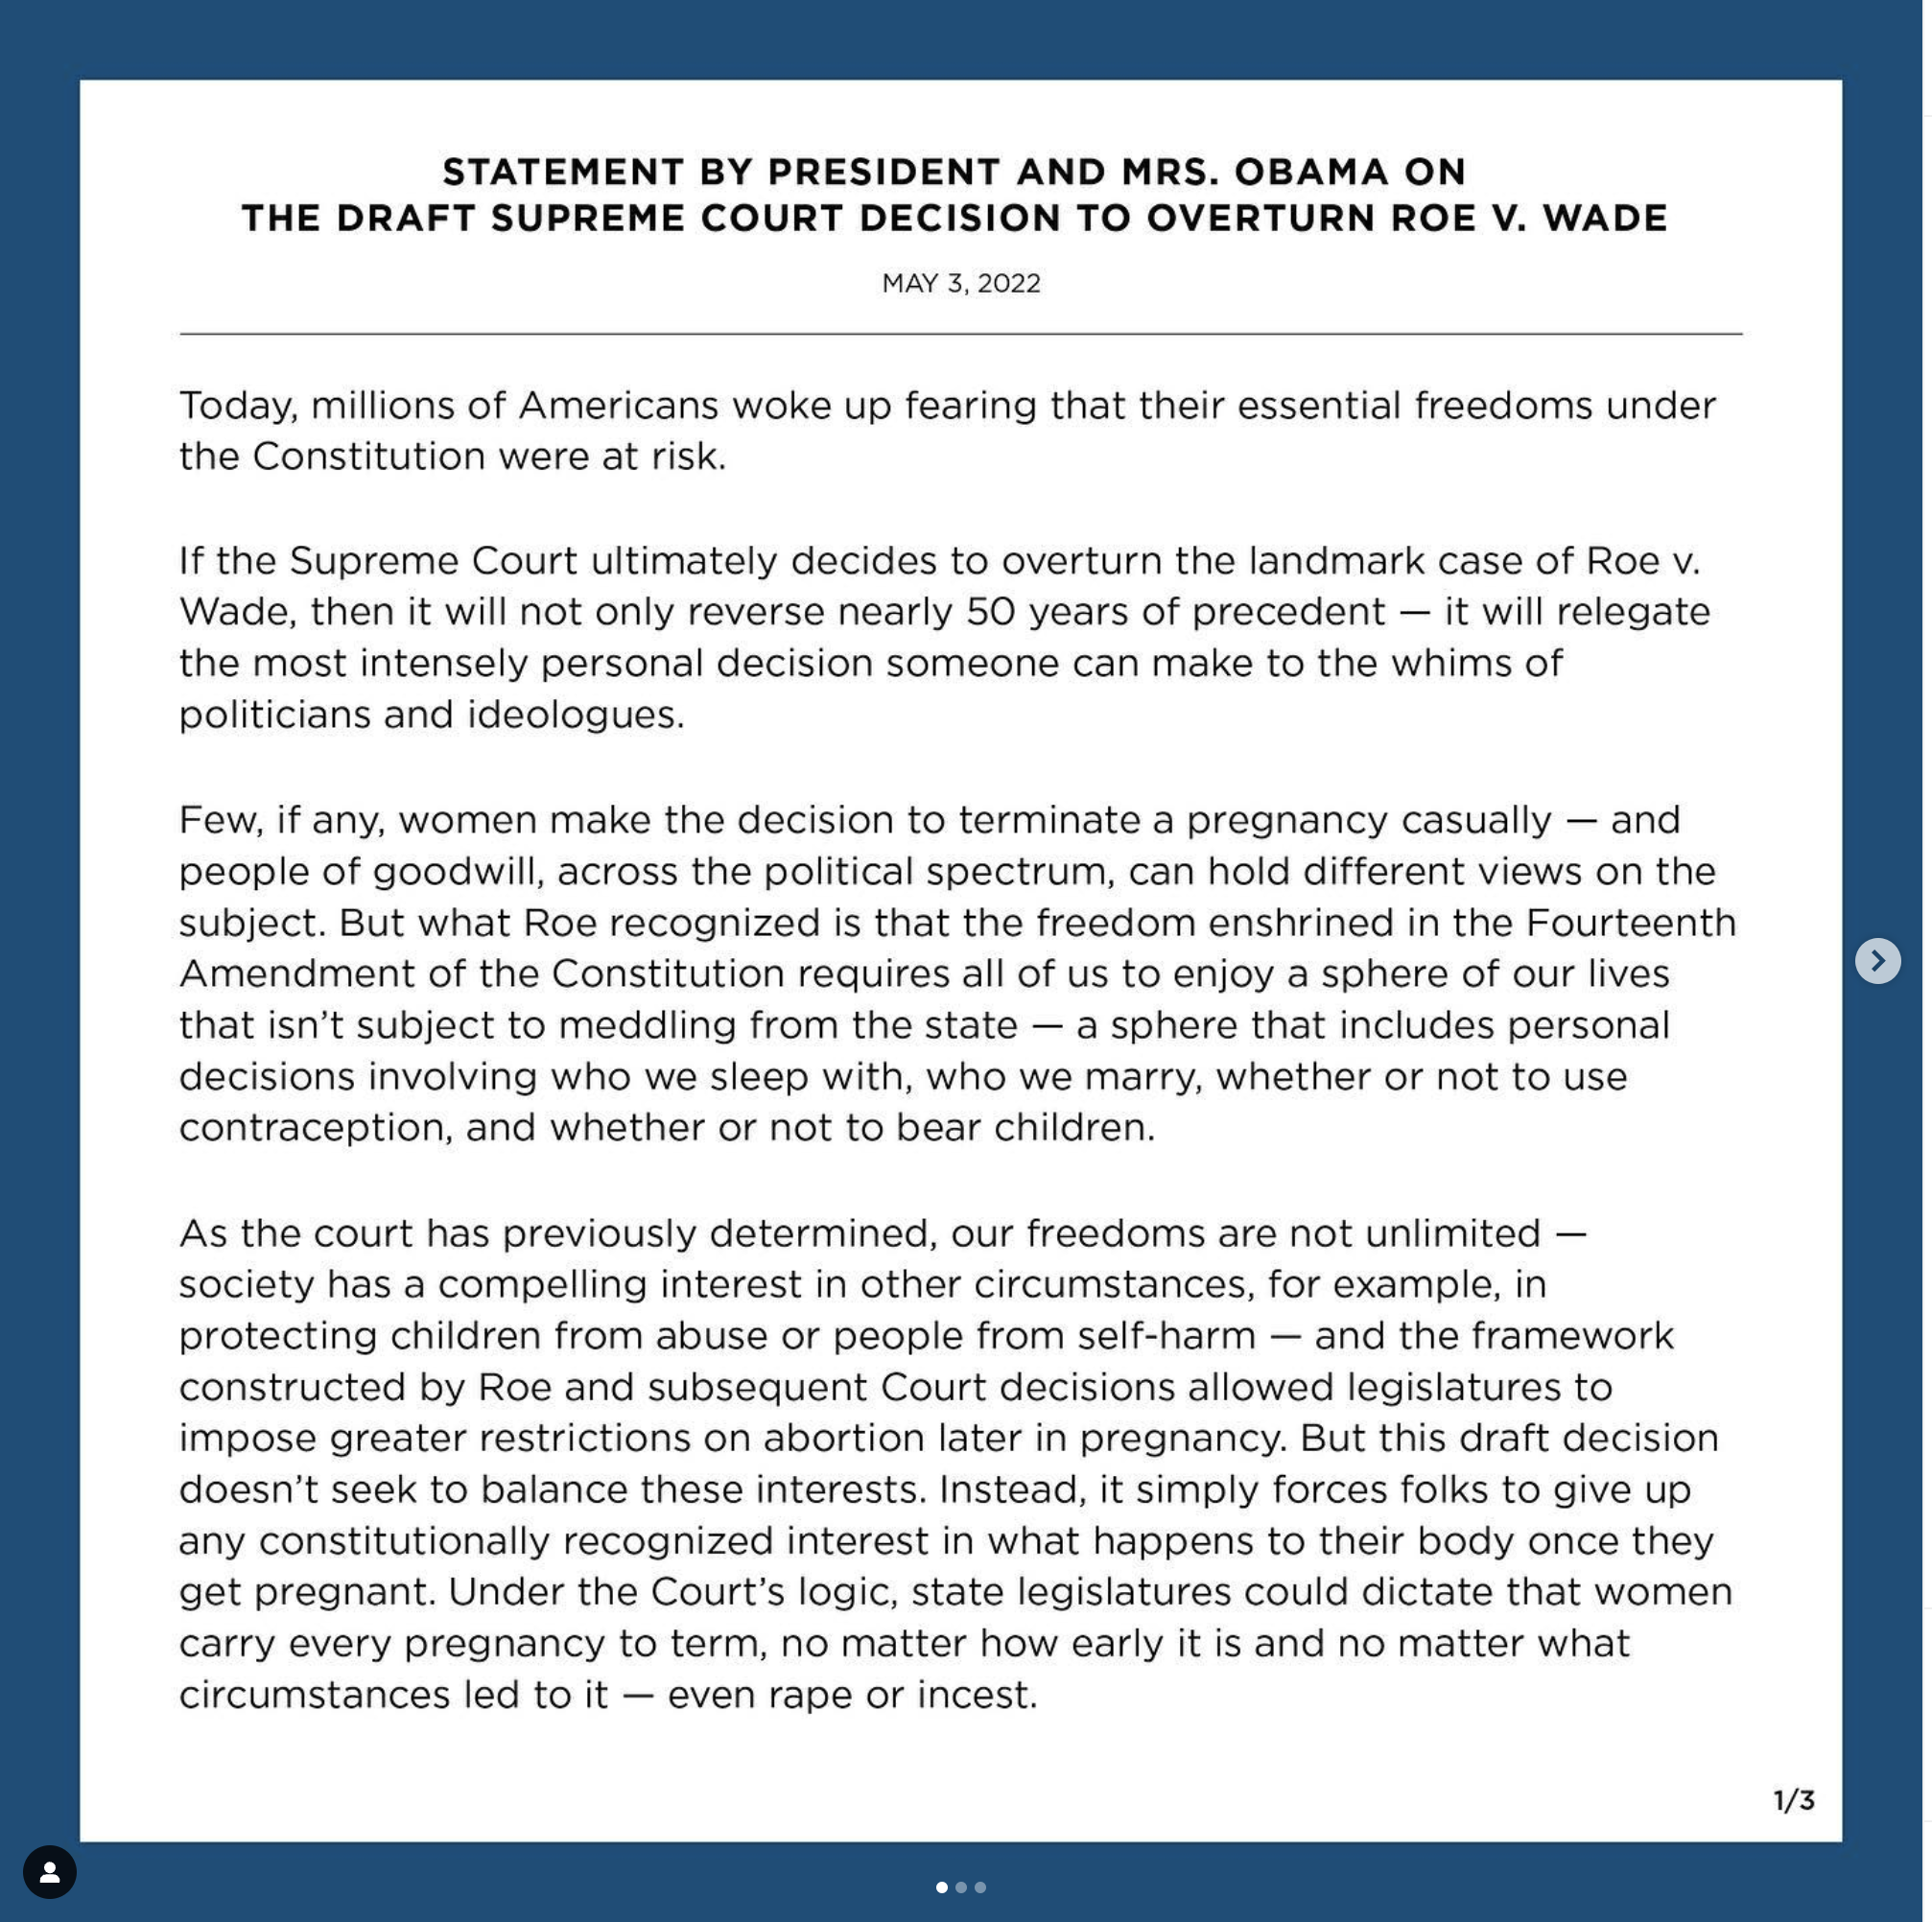 STATEMENT BY PRESIDENT AND MRS. OBAMA ON
THE DRAFT SUPREME COURT DECISION TO OVERTURN ROE V. WADE
MAY 3, 2022
Today, millions of Americans woke up fearing that their essential freedoms under
the Constitution were at risk.
If the Supreme Court ultimately decides to overturn the landmark case of Roe v.
Wade, then it will not only reverse nearly 50 years of precedent — it will relegate
the most intensely personal decision someone can make to the whims of
politicians and ideologues.
Few, if any, women make the decision to terminate a pregnancy casually — and
people of goodwill, across the political spectrum, can hold different views on the
subject. But what Roe recognized is that the freedom enshrined in the Fourteenth
Amendment of the Constitution requires all of us to enjoy a sphere of our lives
that isn’t subject to meddling from the state — a sphere that includes personal
decisions involving who we sleep with, who we marry, whether or not to use
contraception, and whether or not to bear children.
As the court has previously determined, our freedoms are not unlimited —
society has a compelling interest in other circumstances, for example, in
protecting children from abuse or people from self-harm — and the framework
constructed by Roe and subsequent Court decisions allowed legislatures to
impose greater restrictions on abortion later in pregnancy. But this draft decision
doesn’t seek to balance these interests. Instead, it simply forces folks to give up
any constitutionally recognized interest in what happens to their body once they
get pregnant. Under the Court’s logic, state legislatures could dictate that women
carry every pregnancy to term, no matter how early it is and no matter what
circumstances led to it — even rape or incest.
1/3